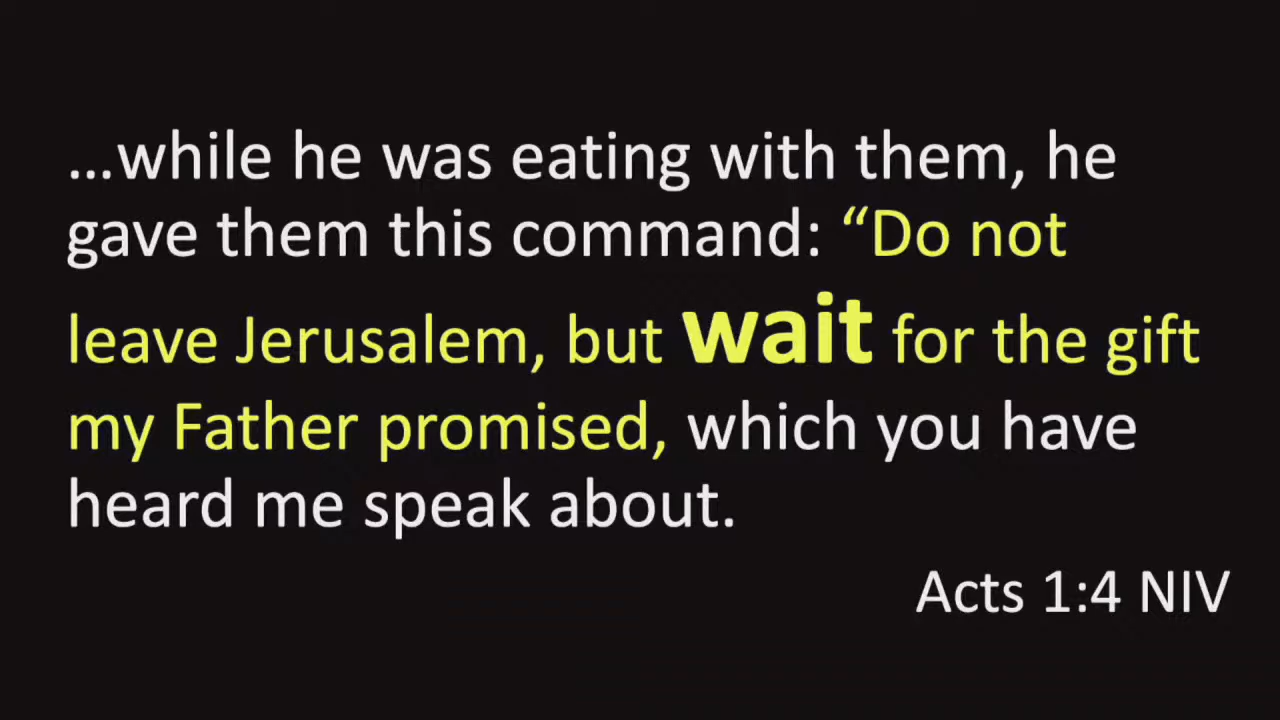 …while he was eating with them, he
gave them this command: “Do not
leave Jerusalem, but wait for the gift
my Father promised, which you have
heard me speak about.
Acts 1:4 NIV